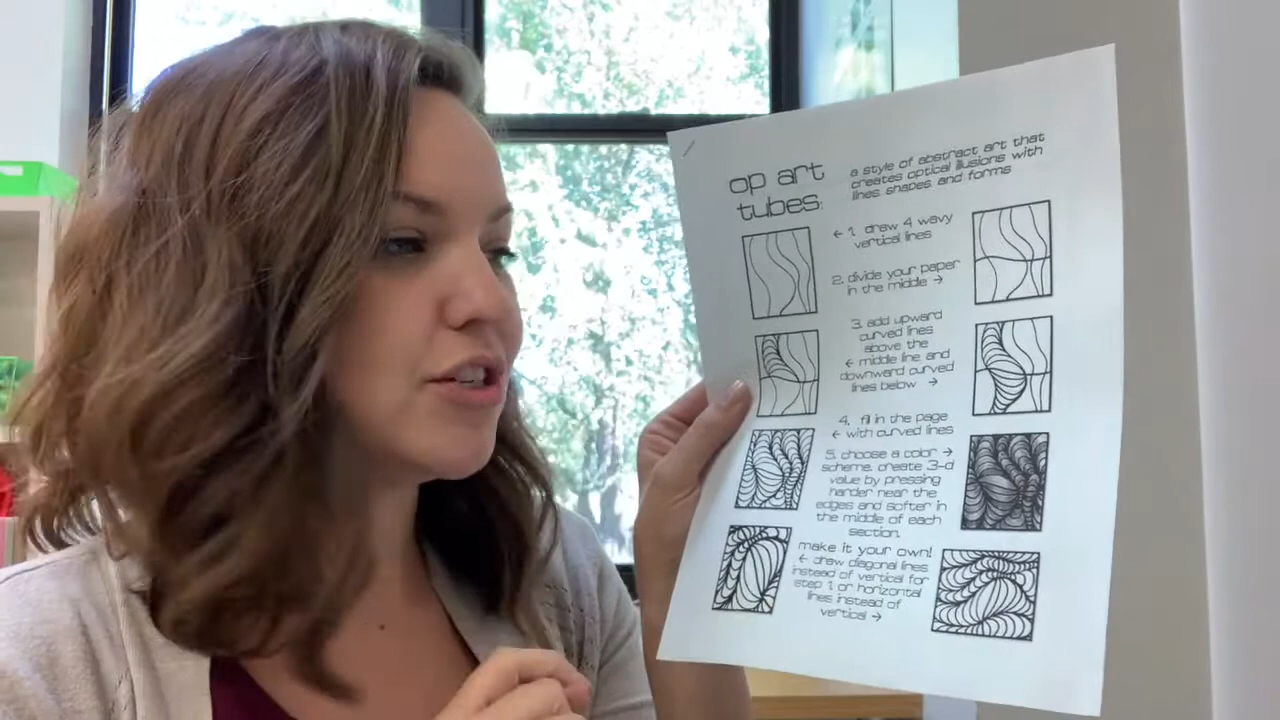 op art
tubes:
a style of abstract art that
creates optical illusions with
lines shapes and forms
← 1. draw 4 wavy
vertical lines
2. divide your paper
in the middle →
3. add upward
curved lines
above the
← middle line and
downward curved
lines below →
4. fill in the page
← with curved lines
5. choose a color →
scheme. create 3-d
value by pressing
harder near the
edges and softer in
the middle of each
section.
make it your own!
← draw diagonal lines
instead of vertical for
step 1 or horizontal
lines instead of
vertical →